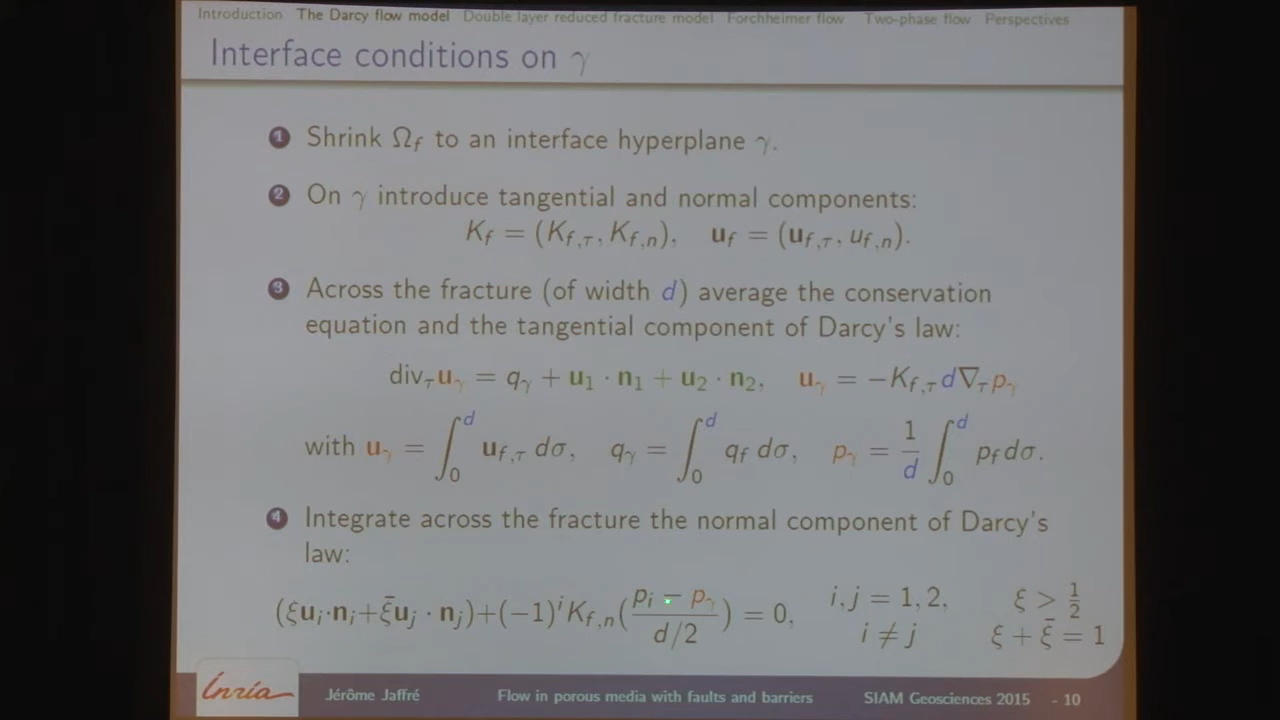 Introduction The Darcy flow model Double layer reduced fracture model Forchheimer flow Two-phase flow Perspectives
Interface conditions on γ
1 Shrink Ω_f to an interface hyperplane γ.
2 On γ introduce tangential and normal components:
K_f = (K_{f,τ}, K_{f,n}), u_f = (u_{f,τ}, u_{f,n}).
3 Across the fracture (of width d) average the conservation
equation and the tangential component of Darcy's law:
div_τ u_γ = q_γ + u_1 · n_1 + u_2 · n_2, u_γ = −K_{f,τ} d∇_τ p_γ
with u_γ = ∫_0^d u_{f,τ} dσ, q_γ = ∫_0^d q_f dσ, p_γ = 1/d ∫_0^d p_f dσ.
4 Integrate across the fracture the normal component of Darcy's
law:
(ξu_i·n_i+ξ̄u_j · n_j)+(−1)^i K_{f,n}((p_i − p_γ)/(d/2)) = 0, i,j = 1,2, i ≠ j ξ > 1/2 ξ + ξ̄ = 1
Inria Jérôme Jaffré Flow in porous media with faults and barriers SIAM Geosciences 2015 - 10